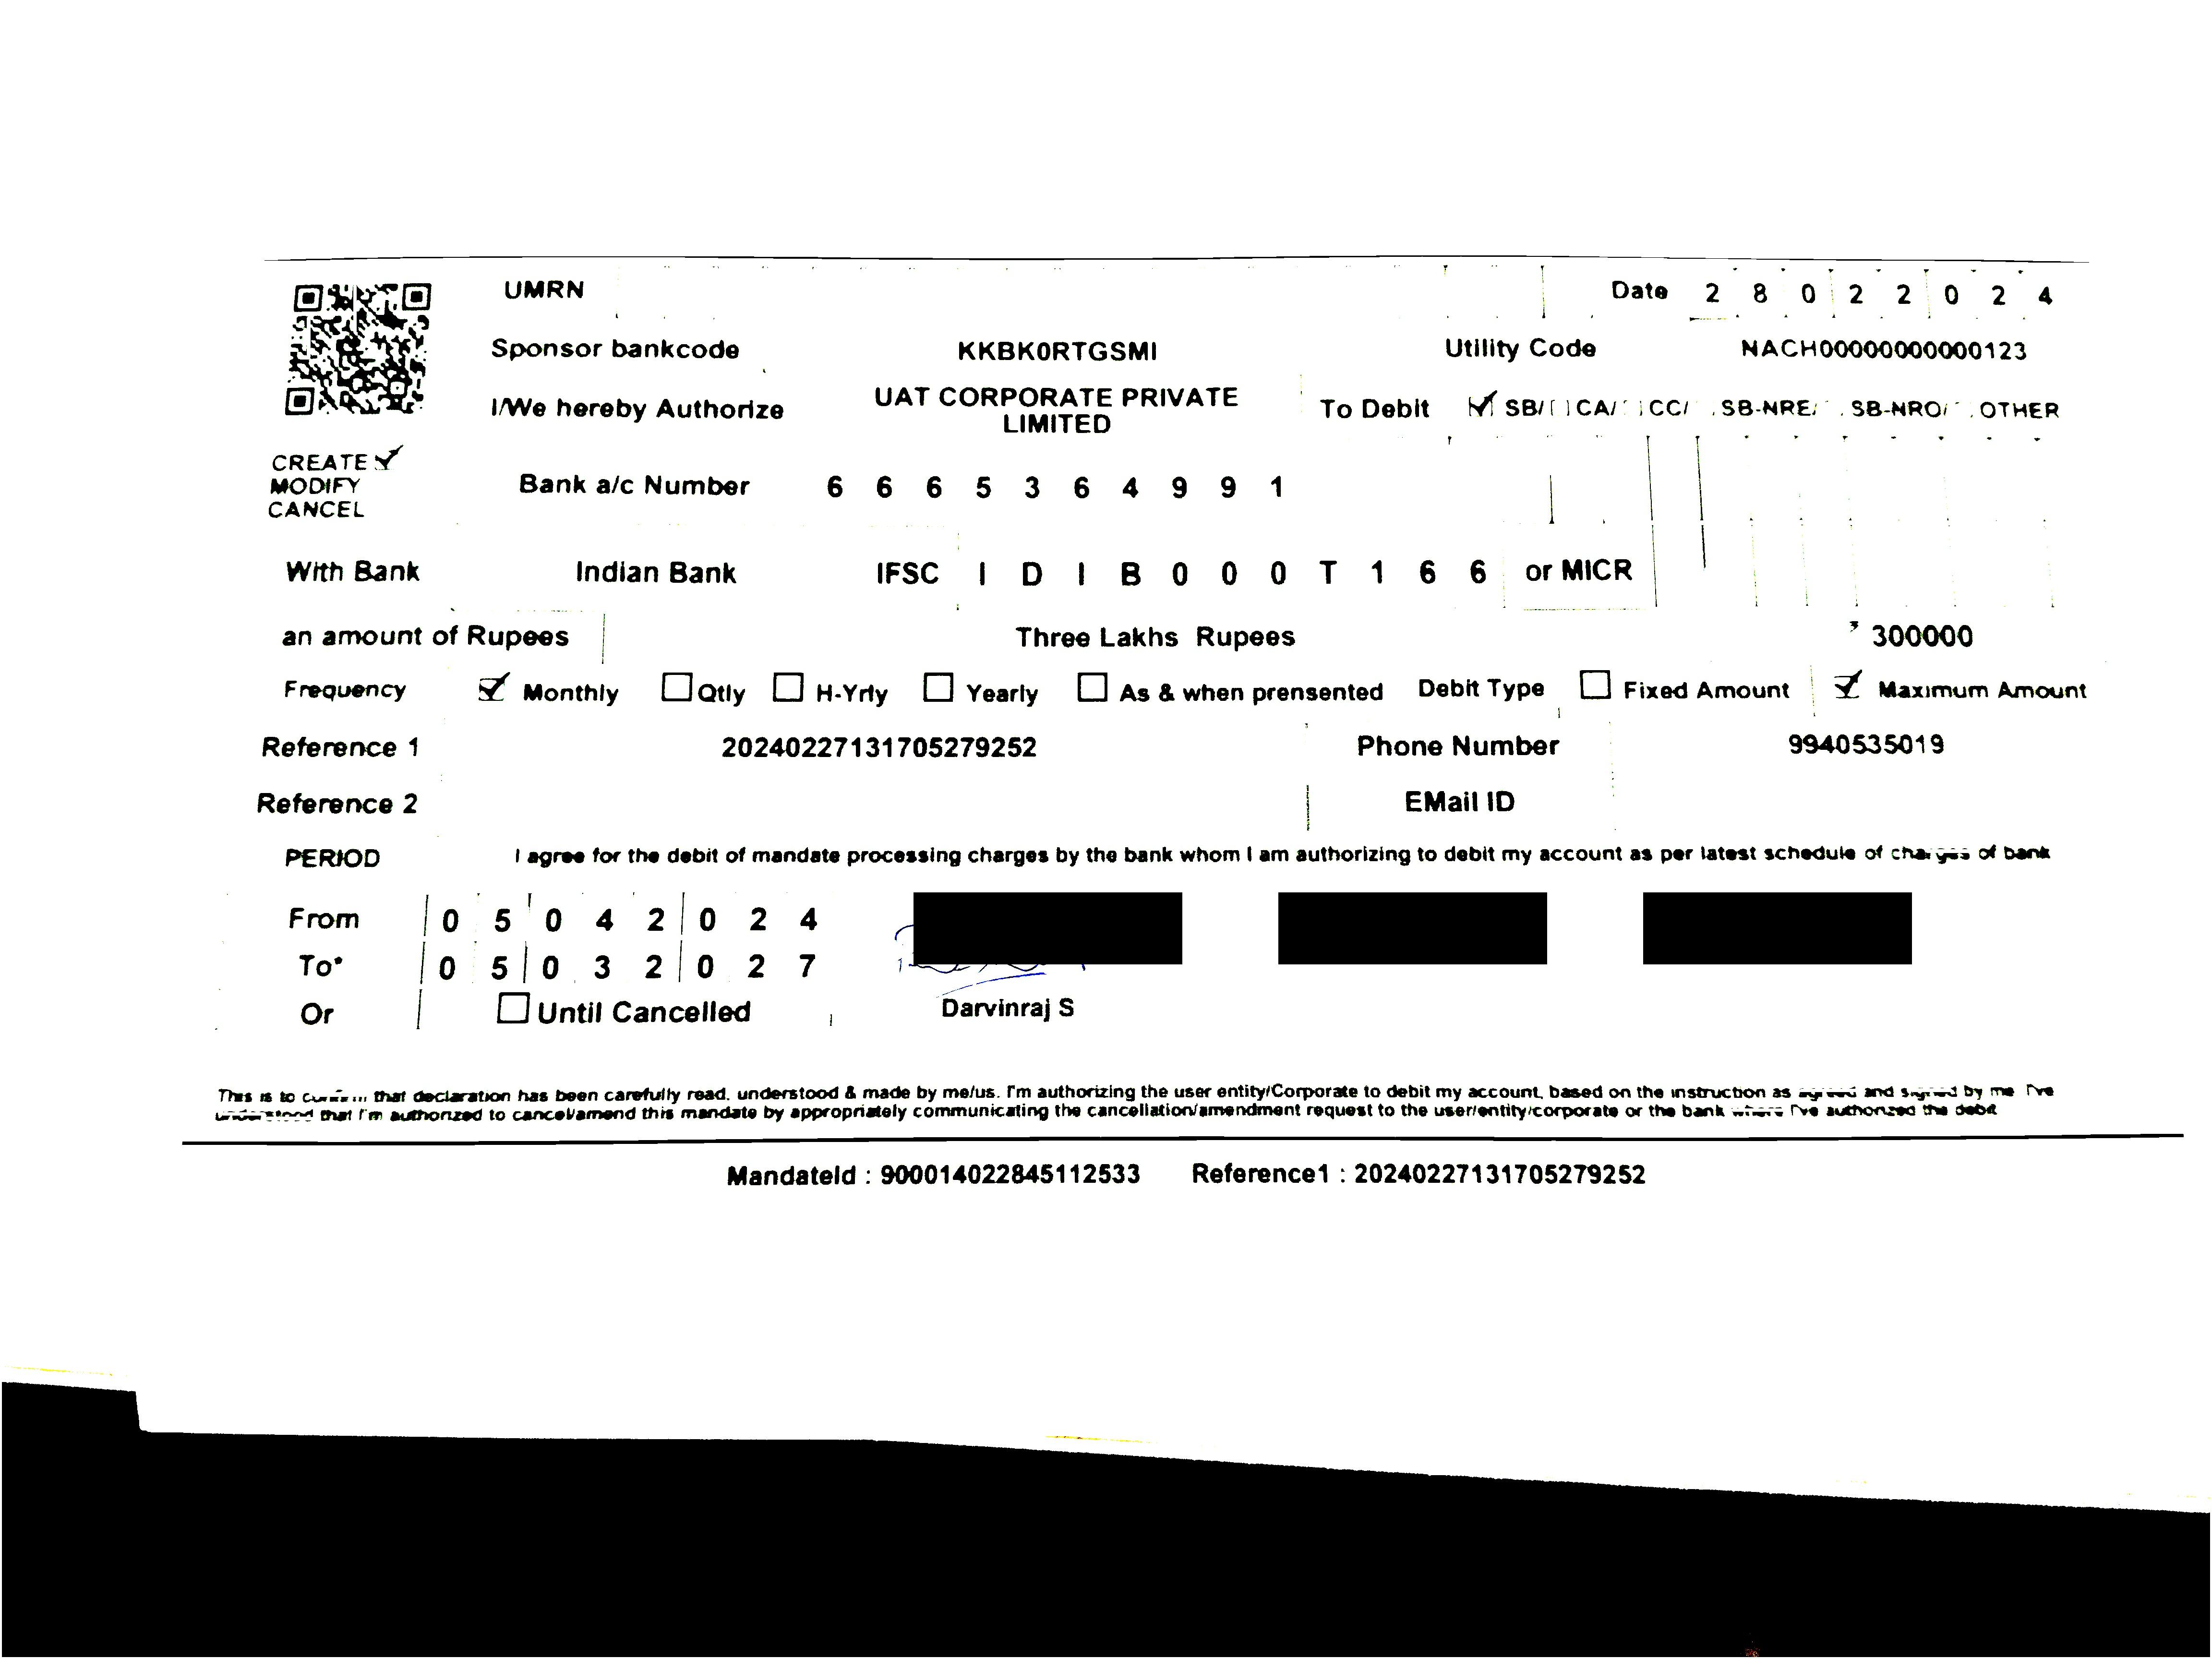 UMRN Date 2 8 0 2 2 0 2 4
Sponsor bankcode KKBK0RTGSMI Utility Code NACH00000000000123
I/We hereby Authorize UAT CORPORATE PRIVATE LIMITED To Debit SB/ CA/ CC/ SB-NRE/ SB-NRO/ OTHER
CREATE
MODIFY
CANCEL
Bank a/c Number 6 6 6 5 3 6 4 9 9 1
With Bank Indian Bank IFSC I D I B 0 0 0 T 1 6 6 or MICR
an amount of Rupees Three Lakhs Rupees 300000
Frequency Monthly Qtly H-Yrly Yearly As & when prensented Debit Type Fixed Amount Maximum Amount
Reference 1 20240227131705279252 Phone Number 9940535019
Reference 2 EMail ID
PERIOD I agree for the debit of mandate processing charges by the bank whom I am authorizing to debit my account as per latest schedule of charges of bank
From 0 5 0 4 2 0 2 4
To* 0 5 0 3 2 0 2 7
Or Until Cancelled Darvinraj S
This is to confirm that declaration has been carefully read, understood & made by me/us. I'm authorizing the user entity/Corporate to debit my account, based on the instruction as agreed and signed by me I've
understood that I'm authorized to cancel/amend this mandate by appropriately communicating the cancellation/amendment request to the user/entity/corporate or the bank where I've authorized the debit
MandateId : 900014022845112533 Reference1 : 20240227131705279252